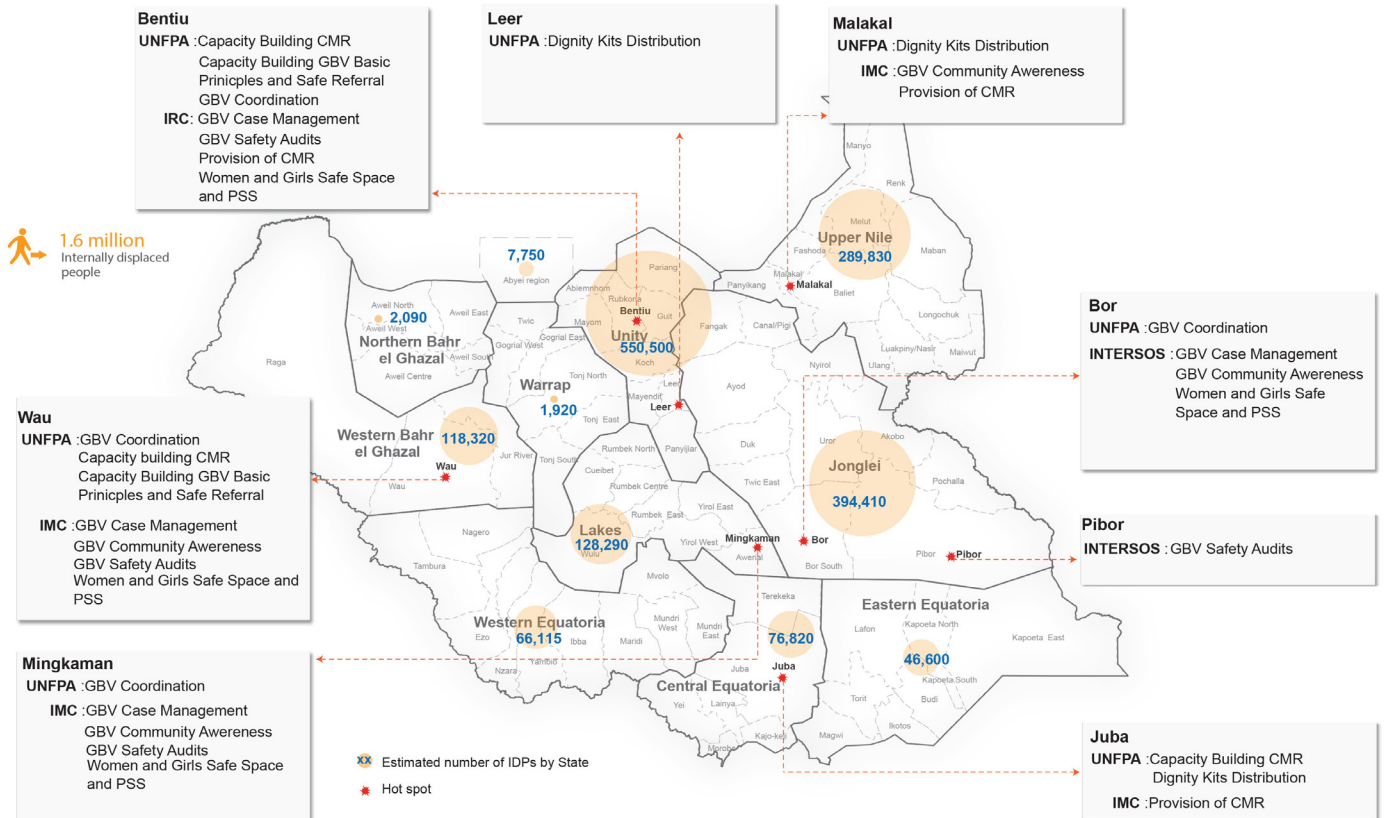 Bentiu
UNFPA :Capacity Building CMR
Capacity Building GBV Basic
Prinicples and Safe Referral
GBV Coordination
IRC: GBV Case Management
GBV Safety Audits
Provision of CMR
Women and Girls Safe Space
and PSS
Leer
UNFPA :Dignity Kits Distribution
Malakal
UNFPA :Dignity Kits Distribution
IMC :GBV Community Awereness
Provision of CMR
1.6 million
Internally displaced
people
Manyo
Renk
Melut
Upper Nile
289,830
Fashoda
Maban
Malakal
Malakal
Panyikang
Baliet
Longochuk
Luakpiny/Nasir
Maiwut
Ulang
7,750
Abyei region
Pariang
Abiemnhom
Rubkona
Bentiu
Guit
Mayom
Unity
550,500
Koch
Leer
Mayendit
Leer
Panyijiar
Aweil North
Aweil East
2,090
Aweil West
Northern Bahr
el Ghazal
Aweil South
Aweil Centre
Raga
Twic
Gogrial West
Gogrial East
Warrap
Tonj North
1,920
Tonj East
Tonj South
Western Bahr
el Ghazal
118,320
Jur River
Wau
Wau
Fangak
Canal/Pigi
Nyirol
Ayod
Duk
Uror
Akobo
Jonglei
394,410
Pochalla
Twic East
Bor
Pibor
Pibor
Bor South
Rumbek North
Cueibet
Rumbek Centre
Rumbek East
Yirol East
Yirol West
Lakes
128,290
Wulu
Mingkaman
Awerial
Nagero
Tambura
Mvolo
Western Equatoria
66,115
Ezo
Ibba
Maridi
Mundri
West
Mundri
East
Yambio
Nzara
Terekeka
76,820
Juba
Juba
Central Equatoria
Yei
Lainya
Morobo
Kajo-keji
Eastern Equatoria
Lafon
Kapoeta North
Kapoeta East
46,600
Kapoeta South
Torit
Budi
Ikotos
Magwi
Bor
UNFPA :GBV Coordination
INTERSOS :GBV Case Management
GBV Community Awareness
Women and Girls Safe
Space and PSS
Pibor
INTERSOS :GBV Safety Audits
Wau
UNFPA :GBV Coordination
Capacity building CMR
Capacity Building GBV Basic
Prinicples and Safe Referral
IMC :GBV Case Management
GBV Community Awereness
GBV Safety Audits
Women and Girls Safe Space and
PSS
Mingkaman
UNFPA :GBV Coordination
IMC :GBV Case Management
GBV Community Awareness
GBV Safety Audits
Women and Girls Safe Space
and PSS
XX Estimated number of IDPs by State
Hot spot
Juba
UNFPA :Capacity Building CMR
Dignity Kits Distribution
IMC :Provision of CMR